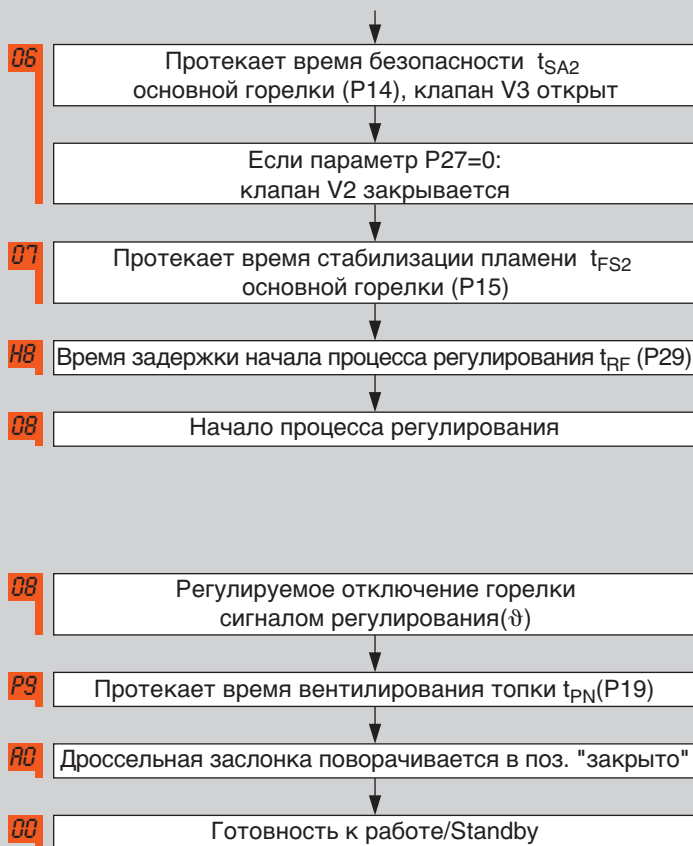 06
Протекает время безопасности tSA2
основной горелки (P14), клапан V3 открыт
Если параметр P27=0:
клапан V2 закрывается
07
Протекает время стабилизации пламени tFS2
основной горелки (P15)
H8
Время задержки начала процесса регулирования tRF (P29)
08
Начало процесса регулирования
08
Регулируемое отключение горелки
сигналом регулирования(ϑ)
P9
Протекает время вентилирования топки tPN(P19)
A0
Дроссельная заслонка поворачивается в поз. "закрыто"
00
Готовность к работе/Standby